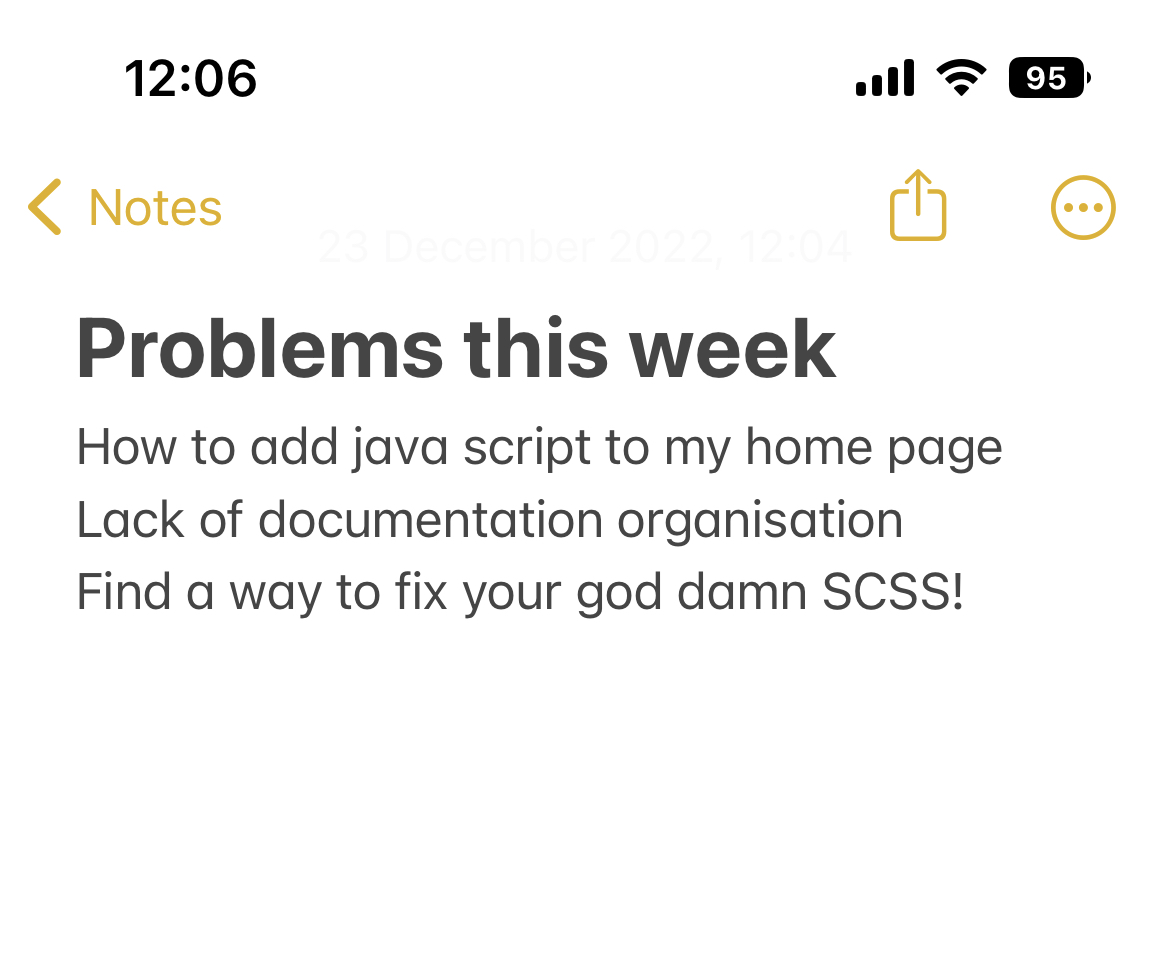 12:06
95
Notes
23 December 2022, 12:04
Problems this week
How to add java script to my home page
Lack of documentation organisation
Find a way to fix your god damn SCSS!